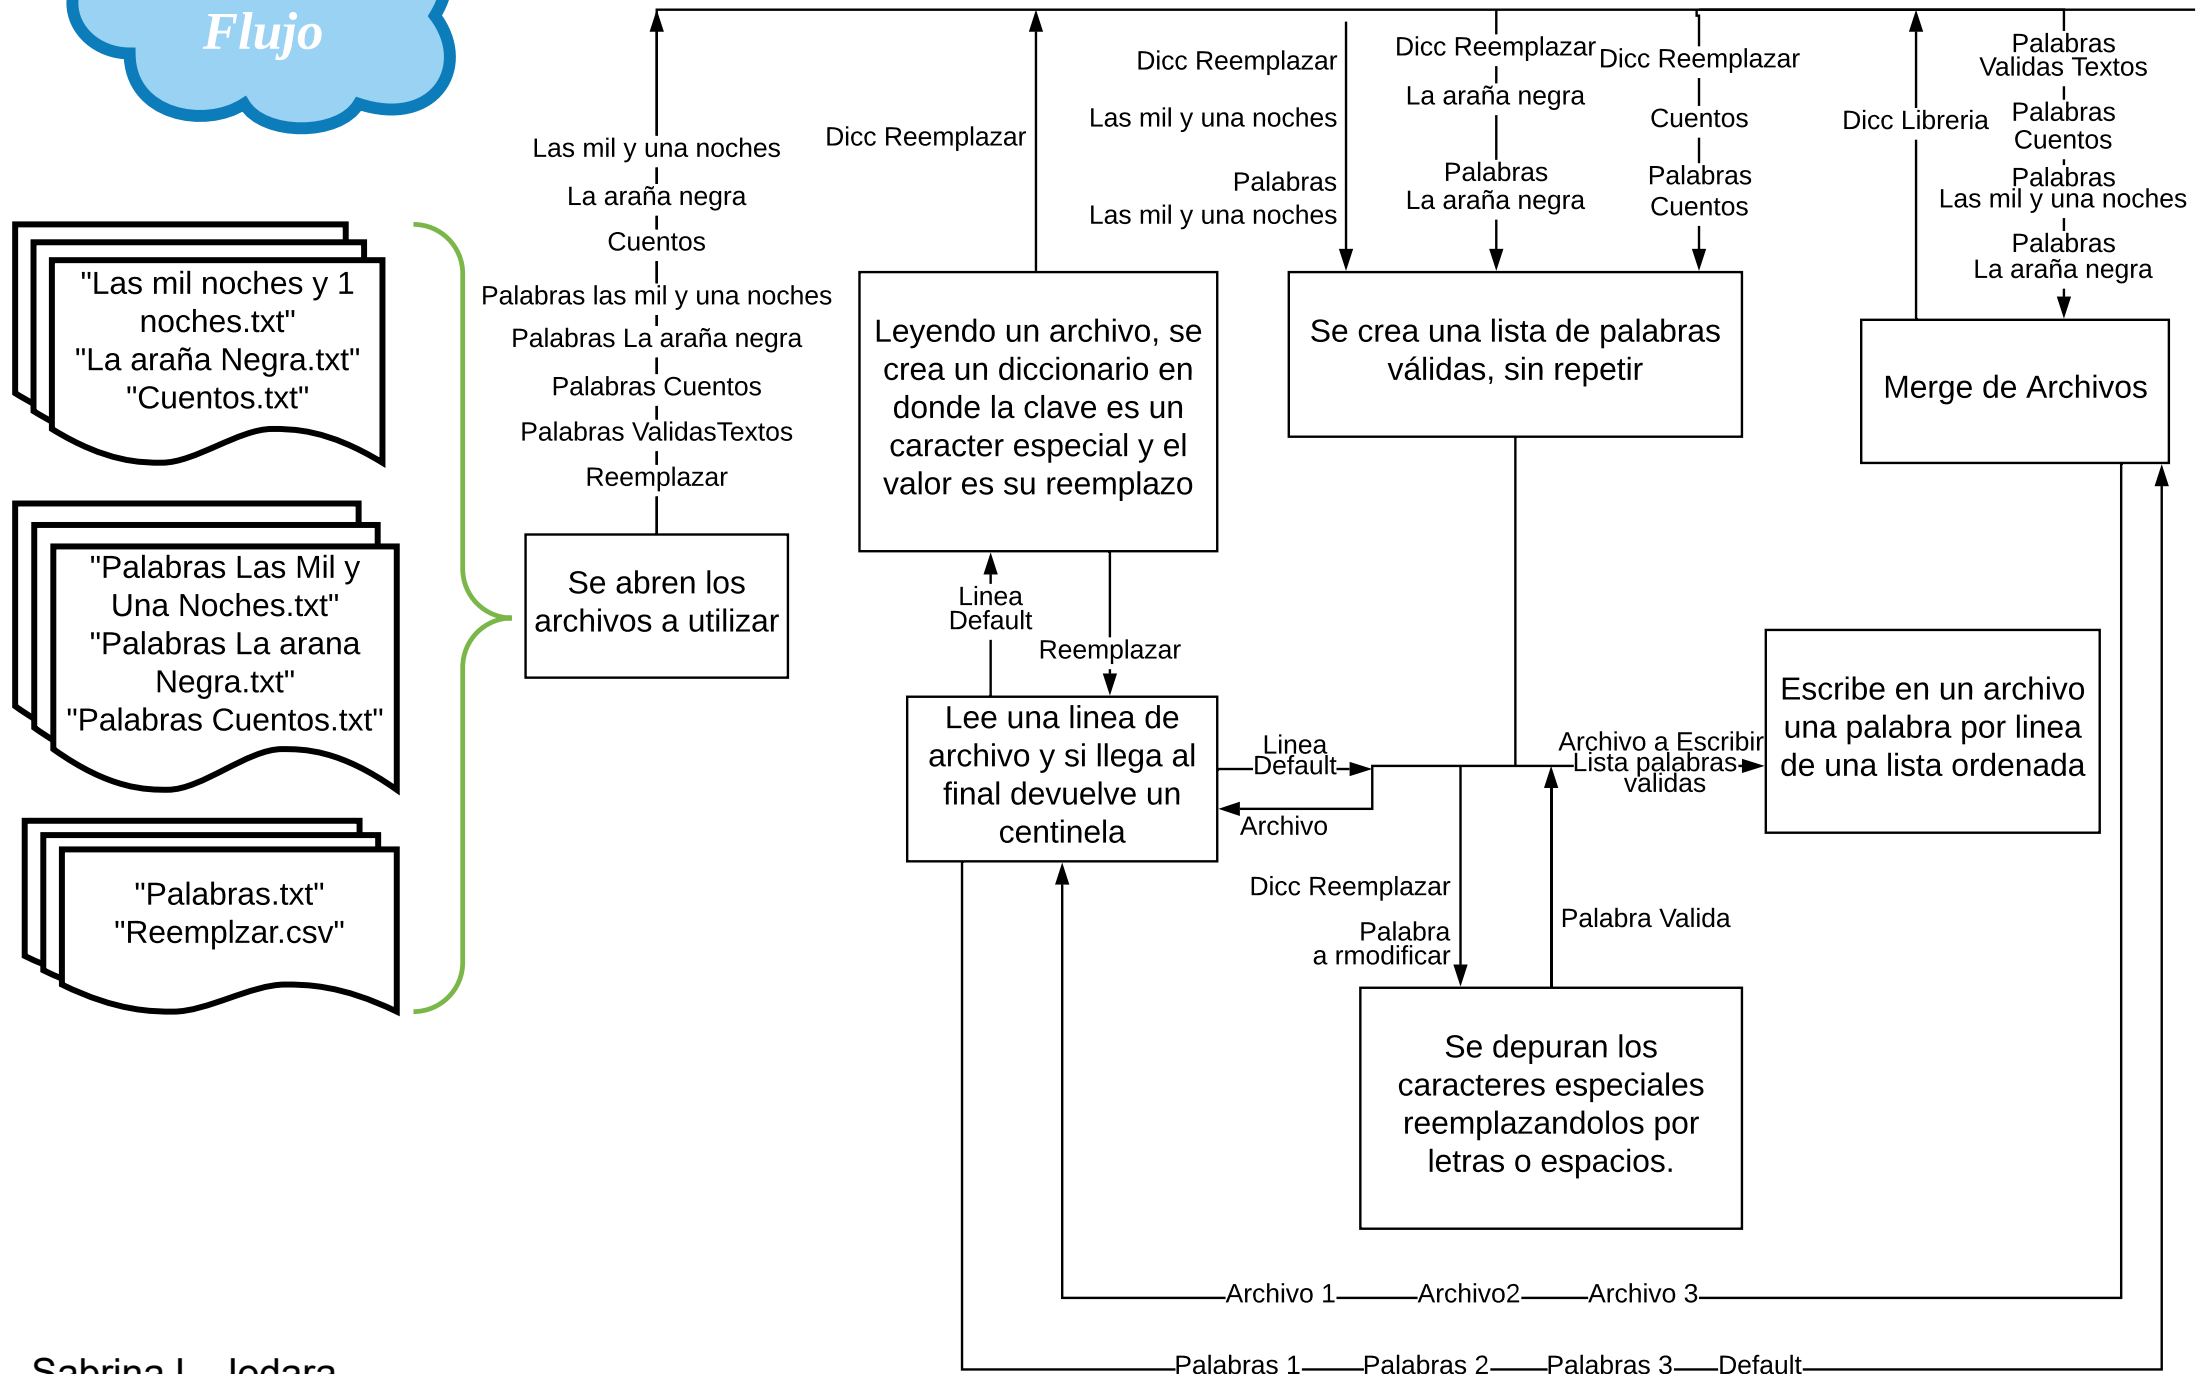 Flujo
"Las mil noches y 1
noches.txt"
"La araña Negra.txt"
"Cuentos.txt"
"Palabras Las Mil y
Una Noches.txt"
"Palabras La arana
Negra.txt"
"Palabras Cuentos.txt"
"Palabras.txt"
"Reemplzar.csv"
Las mil y una noches
La araña negra
Cuentos
Palabras las mil y una noches
Palabras La araña negra
Palabras Cuentos
Palabras ValidasTextos
Reemplazar
Se abren los
archivos a utilizar
Dicc Reemplazar
Leyendo un archivo, se
crea un diccionario en
donde la clave es un
caracter especial y el
valor es su reemplazo
Linea
Default
Reemplazar
Lee una linea de
archivo y si llega al
final devuelve un
centinela
Linea
Default
Archivo
Dicc Reemplazar
Las mil y una noches
Palabras
Las mil y una noches
Dicc Reemplazar
La araña negra
Palabras
La araña negra
Dicc Reemplazar
Cuentos
Palabras
Cuentos
Se crea una lista de palabras
válidas, sin repetir
Dicc Reemplazar
Palabra
a rmodificar
Palabra Valida
Se depuran los
caracteres especiales
reemplazandolos por
letras o espacios.
Archivo a Escribir
Lista palabras
validas
Escribe en un archivo
una palabra por linea
de una lista ordenada
Dicc Libreria
Palabras
Validas Textos
Palabras
Cuentos
Palabras
Las mil y una noches
Palabras
La araña negra
Merge de Archivos
Archivo 1
Archivo2
Archivo 3
Palabras 1
Palabras 2
Palabras 3
Default
Sabrina